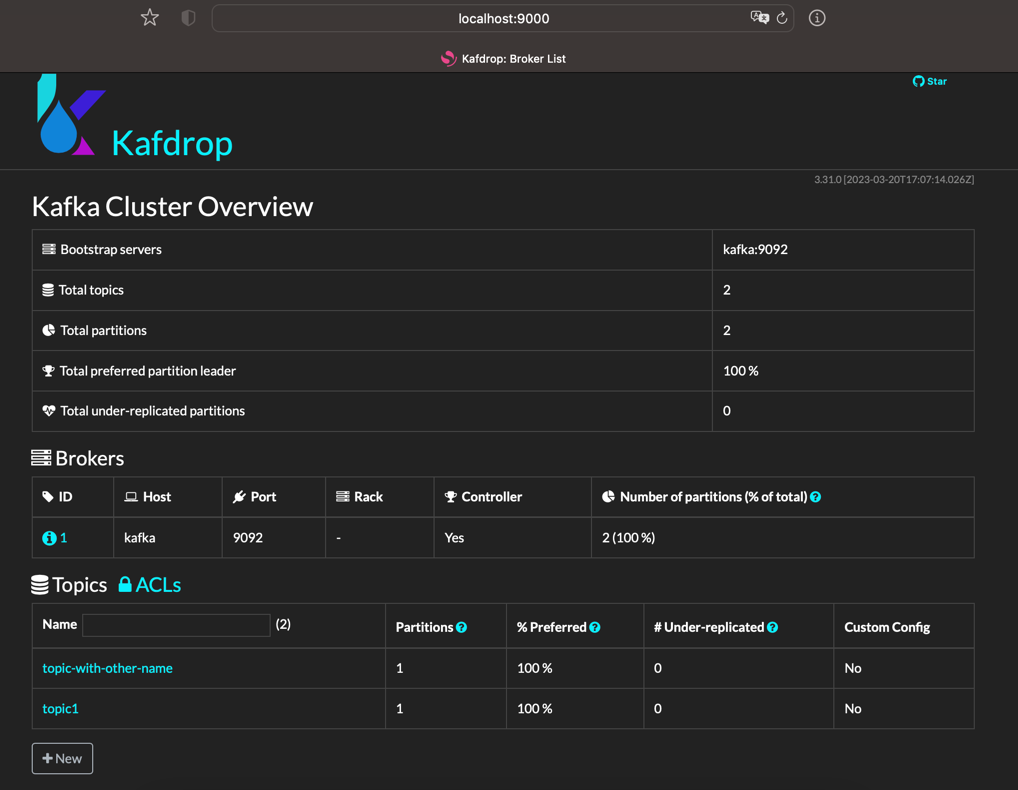 localhost:9000
Kafdrop: Broker List
Star
Kafdrop
3.31.0 [2023-03-20T17:07:14.026Z]
Kafka Cluster Overview
Bootstrap servers kafka:9092
Total topics 2
Total partitions 2
Total preferred partition leader 100 %
Total under-replicated partitions 0
Brokers
ID Host Port Rack Controller Number of partitions (% of total)
1 kafka 9092 - Yes 2 (100 %)
Topics ACLs
Name (2) Partitions % Preferred # Under-replicated Custom Config
topic-with-other-name 1 100 % 0 No
topic1 1 100 % 0 No
+ New